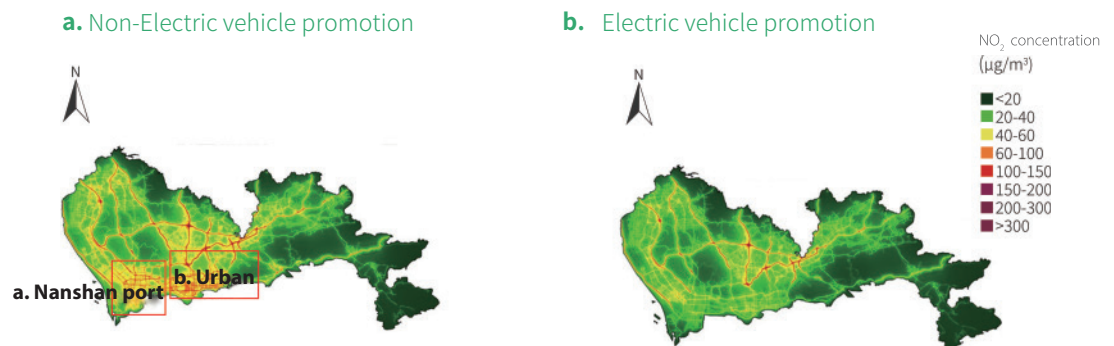 a. Non-Electric vehicle promotion
b. Electric vehicle promotion
NO₂ concentration
(μg/m³)
N
N
<20
20-40
40-60
60-100
100-150
150-200
200-300
>300
b. Urban
a. Nanshan port